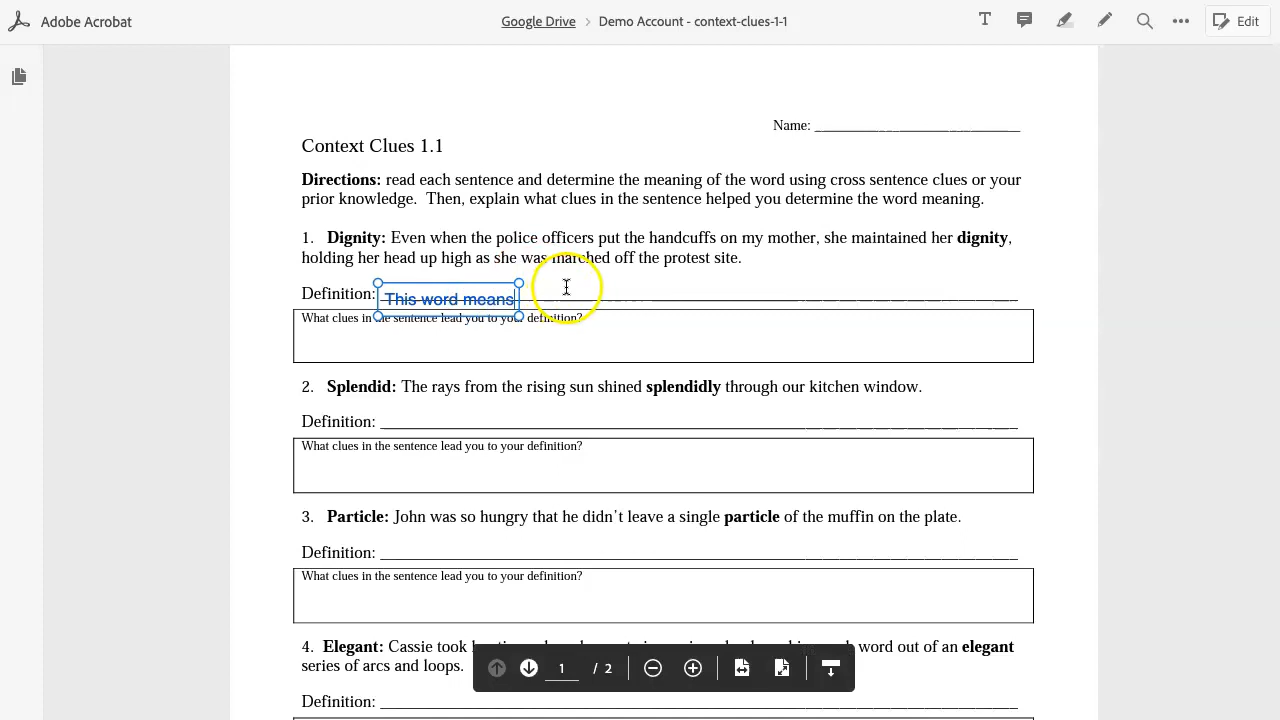 Adobe Acrobat
Google Drive > Demo Account - context-clues-1-1
Edit
Name: ____________________
Context Clues 1.1
Directions: read each sentence and determine the meaning of the word using cross sentence clues or your
prior knowledge. Then, explain what clues in the sentence helped you determine the word meaning.
1. Dignity: Even when the police officers put the handcuffs on my mother, she maintained her dignity,
holding her head up high as she was marched off the protest site.
Definition: This word means
What clues in the sentence lead you to your definition?
2. Splendid: The rays from the rising sun shined splendidly through our kitchen window.
Definition: ____________________
What clues in the sentence lead you to your definition?
3. Particle: John was so hungry that he didn't leave a single particle of the muffin on the plate.
Definition: ____________________
What clues in the sentence lead you to your definition?
4. Elegant: Cassie took word out of an elegant
series of arcs and loops.
1 / 2
Definition: ____________________